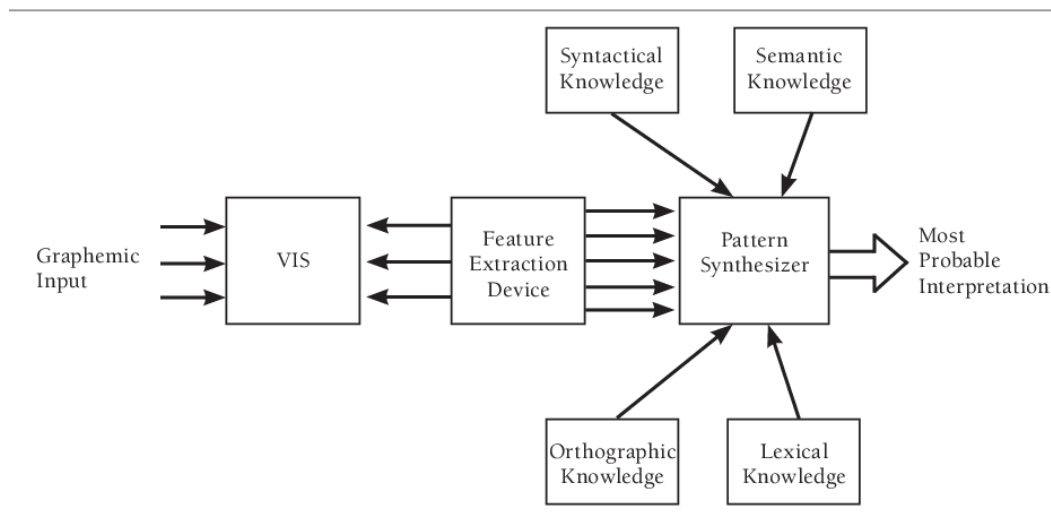 Syntactical
Knowledge
Semantic
Knowledge
Graphemic
Input
VIS
Feature
Extraction
Device
Pattern
Synthesizer
Most
Probable
Interpretation
Orthographic
Knowledge
Lexical
Knowledge